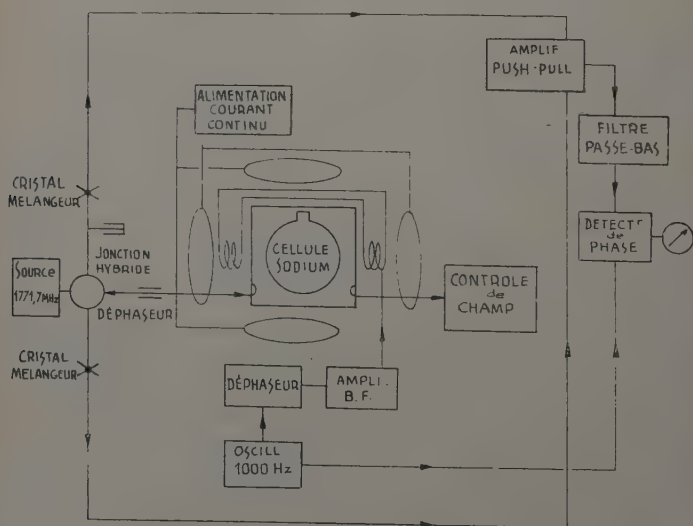 AMPLIF
PUSH-PULL
ALIMENTATION
COURANT
CONTINU
FILTRE
PASSE-BAS
CRISTAL
MELANGEUR
DÉTECTʳ
de
PHASE
JONCTION
HYBRIDE
CELLULE
SODIUM
Source
1771,7MHz
CONTROLE
de
CHAMP
DÉPHASEUR
CRISTAL
MELANGEUR
DÉPHASEUR
AMPLI.
B.F.
OSCILL
1000 Hz